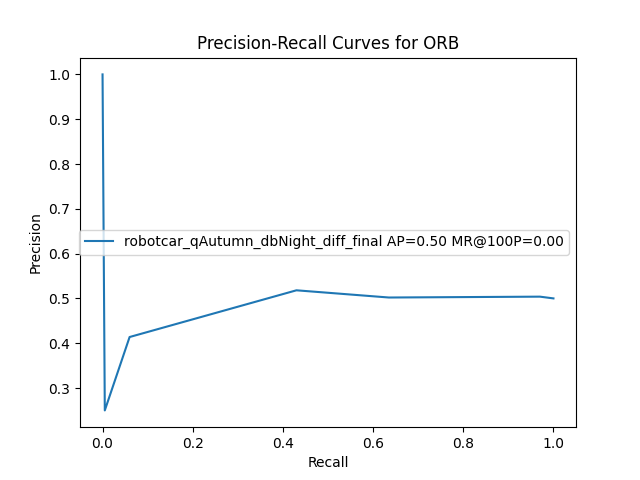 Precision-Recall Curves for ORB
1.0
0.9
0.8
0.7
0.6
0.5
0.4
0.3
Precision
robotcar_qAutumn_dbNight_diff_final AP=0.50 MR@100P=0.00
0.0 0.2 0.4 0.6 0.8 1.0
Recall